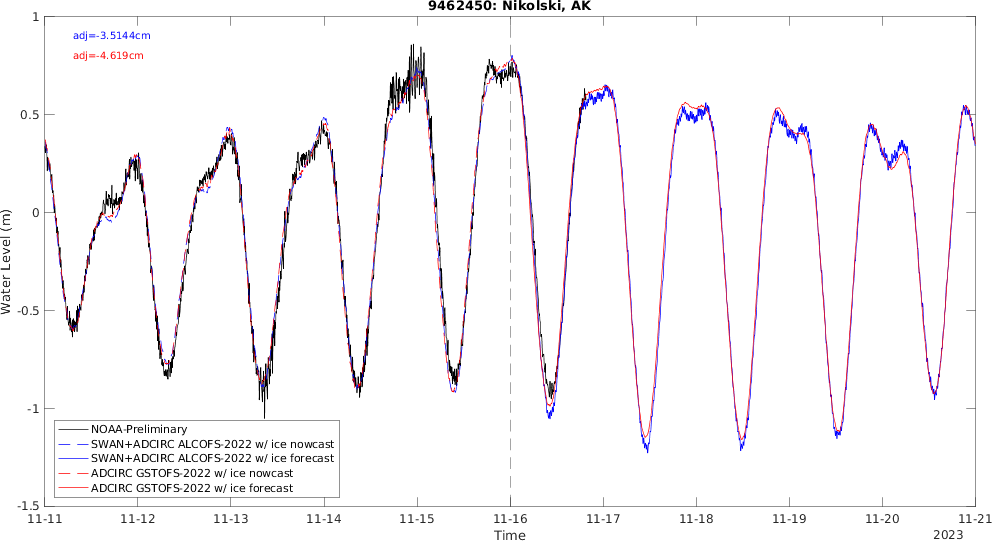 9462450: Nikolski, AK
adj=-3.5144cm
adj=-4.619cm
1
0.5
0
-0.5
-1
-1.5
Water Level (m)
NOAA-Preliminary
SWAN+ADCIRC ALCOFS-2022 w/ ice nowcast
SWAN+ADCIRC ALCOFS-2022 w/ ice forecast
ADCIRC GSTOFS-2022 w/ ice nowcast
ADCIRC GSTOFS-2022 w/ ice forecast
11-11 11-12 11-13 11-14 11-15 11-16 11-17 11-18 11-19 11-20 11-21
Time
2023